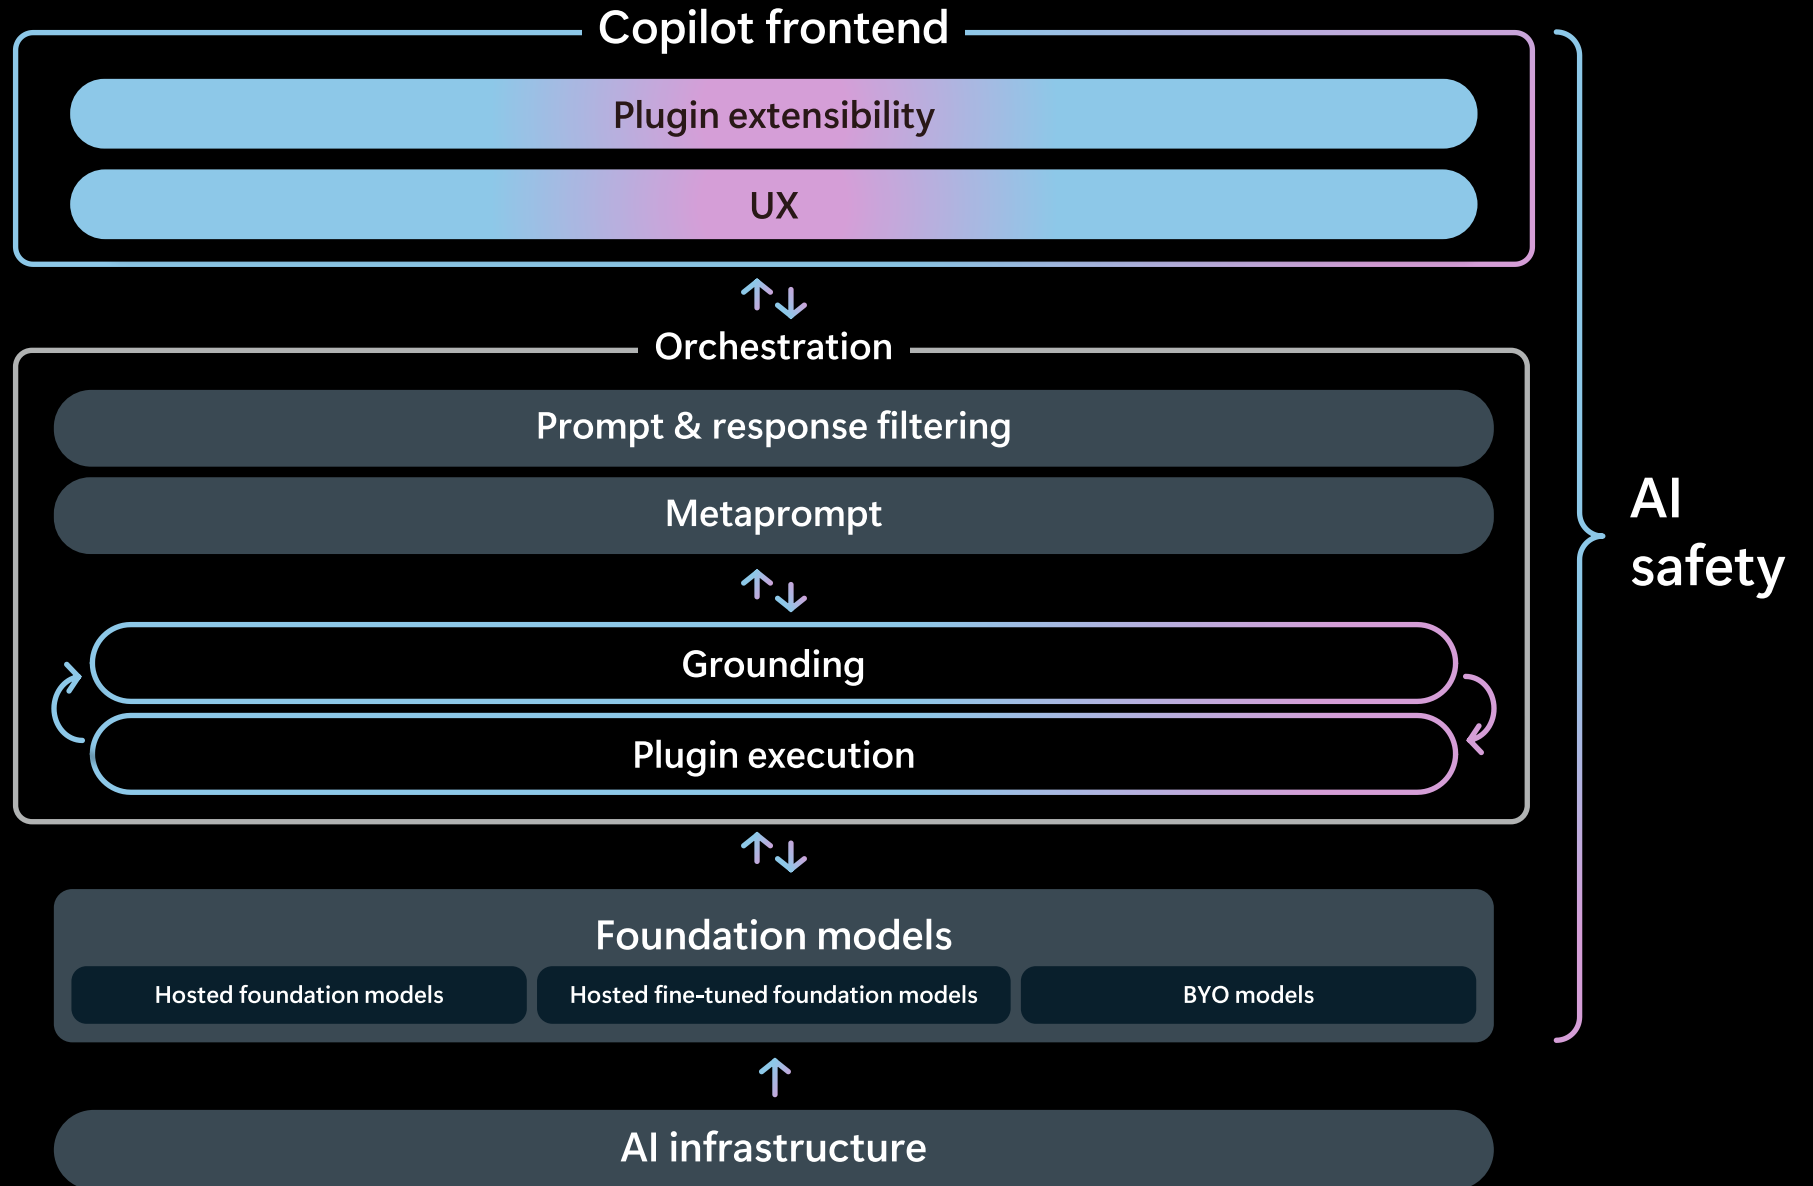 Copilot frontend
Plugin extensibility
UX
Orchestration
Prompt & response filtering
Metaprompt
Grounding
Plugin execution
Foundation models
Hosted foundation models
Hosted fine-tuned foundation models
BYO models
AI infrastructure
AI
safety